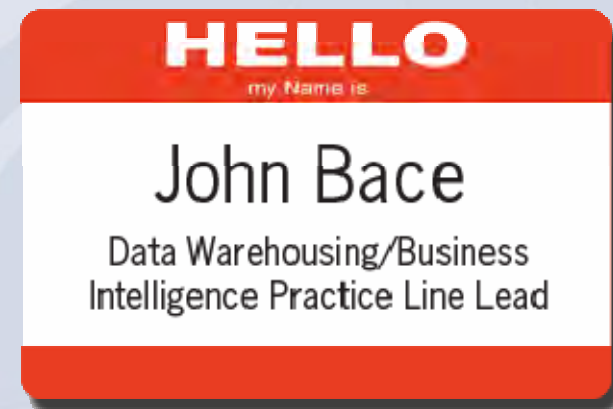 HELLO
my Name is
John Bace
Data Warehousing/Business
Intelligence Practice Line Lead